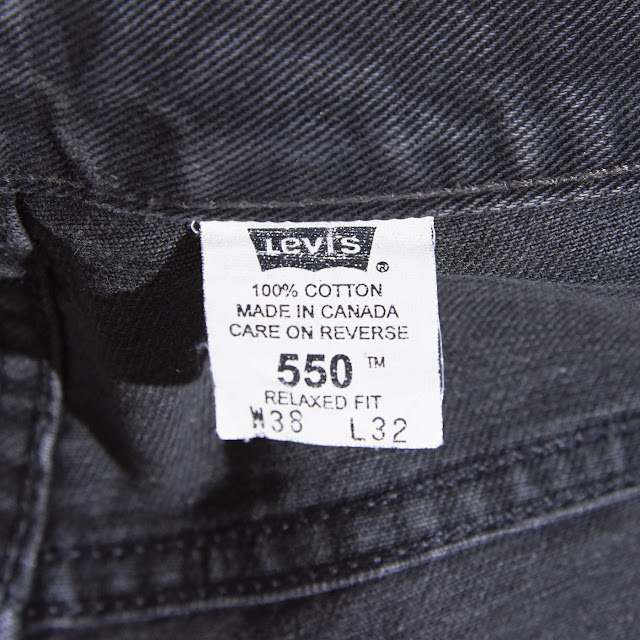 Levi's
®
100% COTTON
MADE IN CANADA
CARE ON REVERSE
550 ™
RELAXED FIT
W38 L32